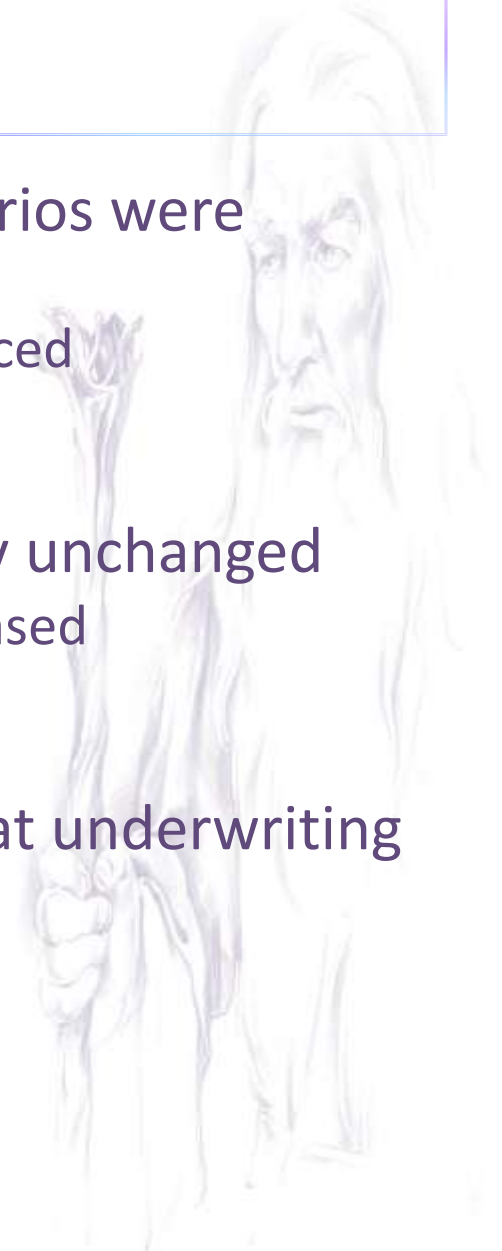 rios were
ced
y unchanged
ased
at underwriting